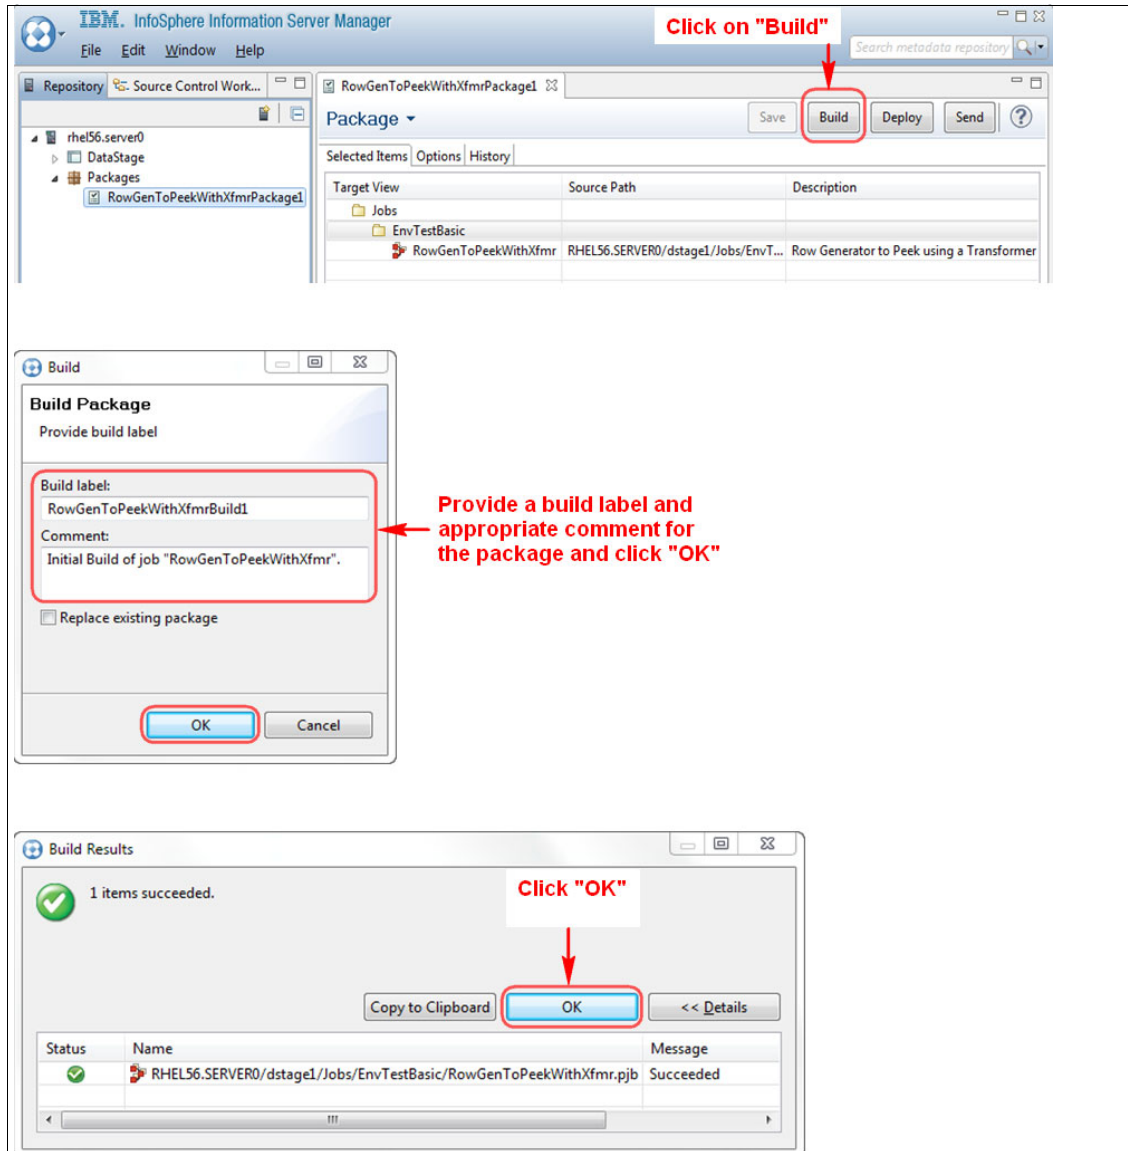 IBM. InfoSphere Information Server Manager
Click on "Build"
File Edit Window Help
Search metadata repository
Repository Source Control Work...
RowGenToPeekWithXfmrPackage1
Package
Save Build Deploy Send ?
rhel56.server0
DataStage
Packages
RowGenToPeekWithXfmrPackage1
Selected Items Options History
Target View Source Path Description
Jobs
EnvTestBasic
RowGenToPeekWithXfmr RHEL56.SERVER0/dstage1/Jobs/EnvT... Row Generator to Peek using a Transformer
Build
Build Package
Provide build label
Build label:
RowGenToPeekWithXfmrBuild1
Comment:
Initial Build of job "RowGenToPeekWithXfmr".
Replace existing package
OK Cancel
Provide a build label and
appropriate comment for
the package and click "OK"
Build Results
1 items succeeded.
Click "OK"
Copy to Clipboard OK << Details
Status Name Message
RHEL56.SERVER0/dstage1/Jobs/EnvTestBasic/RowGenToPeekWithXfmr.pjb Succeeded